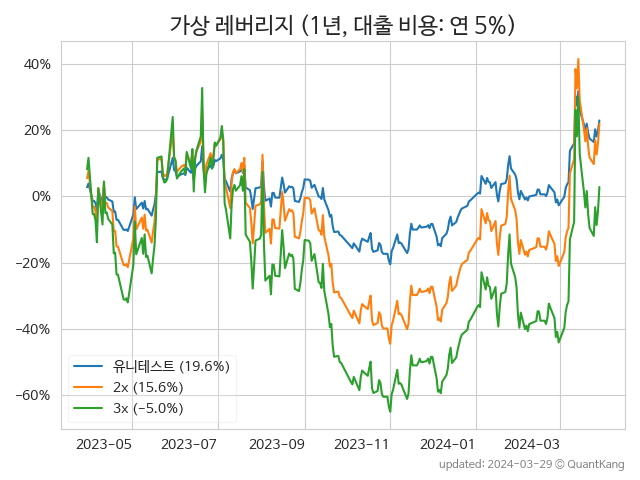 가상 레버리지 (1년, 대출 비용: 연 5%)
40%
20%
0%
−20%
−40%
−60%
유니테스트 (19.6%)
2x (15.6%)
3x (−5.0%)
2023-05 2023-07 2023-09 2023-11 2024-01 2024-03
updated: 2024-03-29 © QuantKang